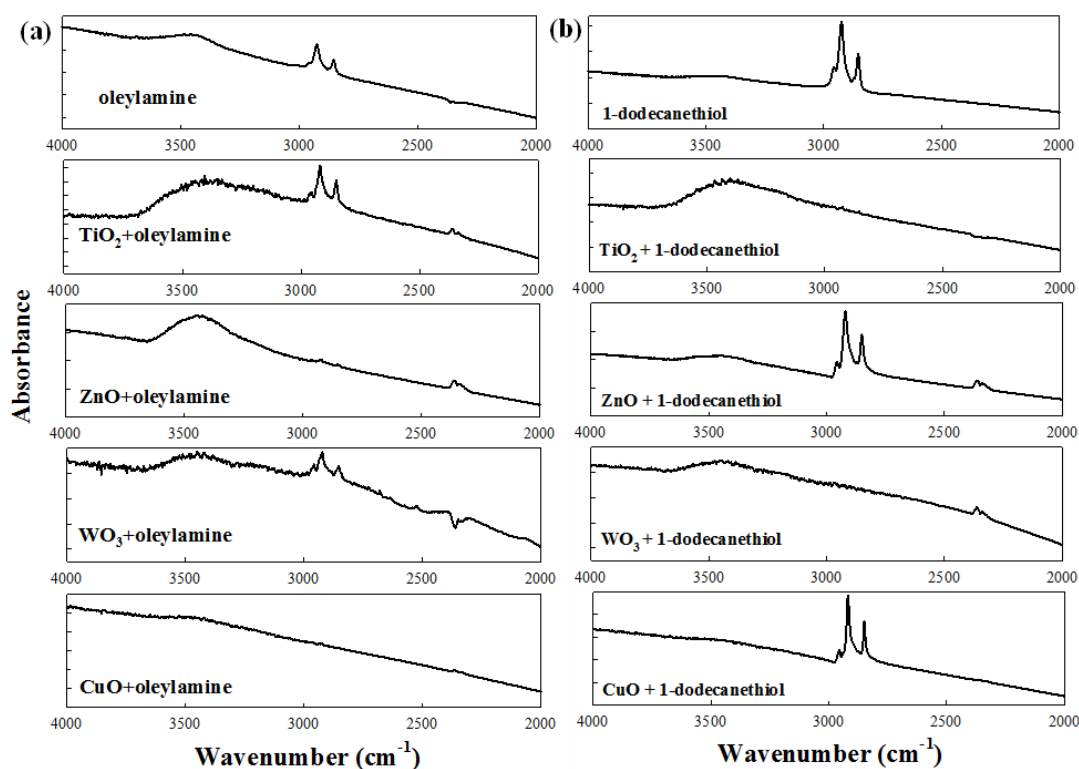 (a)
oleylamine
4000 3500 3000 2500 2000
TiO2+oleylamine
4000 3500 3000 2500 2000
ZnO+oleylamine
4000 3500 3000 2500 2000
WO3+oleylamine
4000 3500 3000 2500 2000
CuO+oleylamine
4000 3500 3000 2500 2000
Wavenumber (cm-1)
Absorbance
(b)
1-dodecanethiol
4000 3500 3000 2500 2000
TiO2 + 1-dodecanethiol
4000 3500 3000 2500 2000
ZnO + 1-dodecanethiol
4000 3500 3000 2500 2000
WO3 + 1-dodecanethiol
4000 3500 3000 2500 2000
CuO + 1-dodecanethiol
4000 3500 3000 2500 2000
Wavenumber (cm-1)